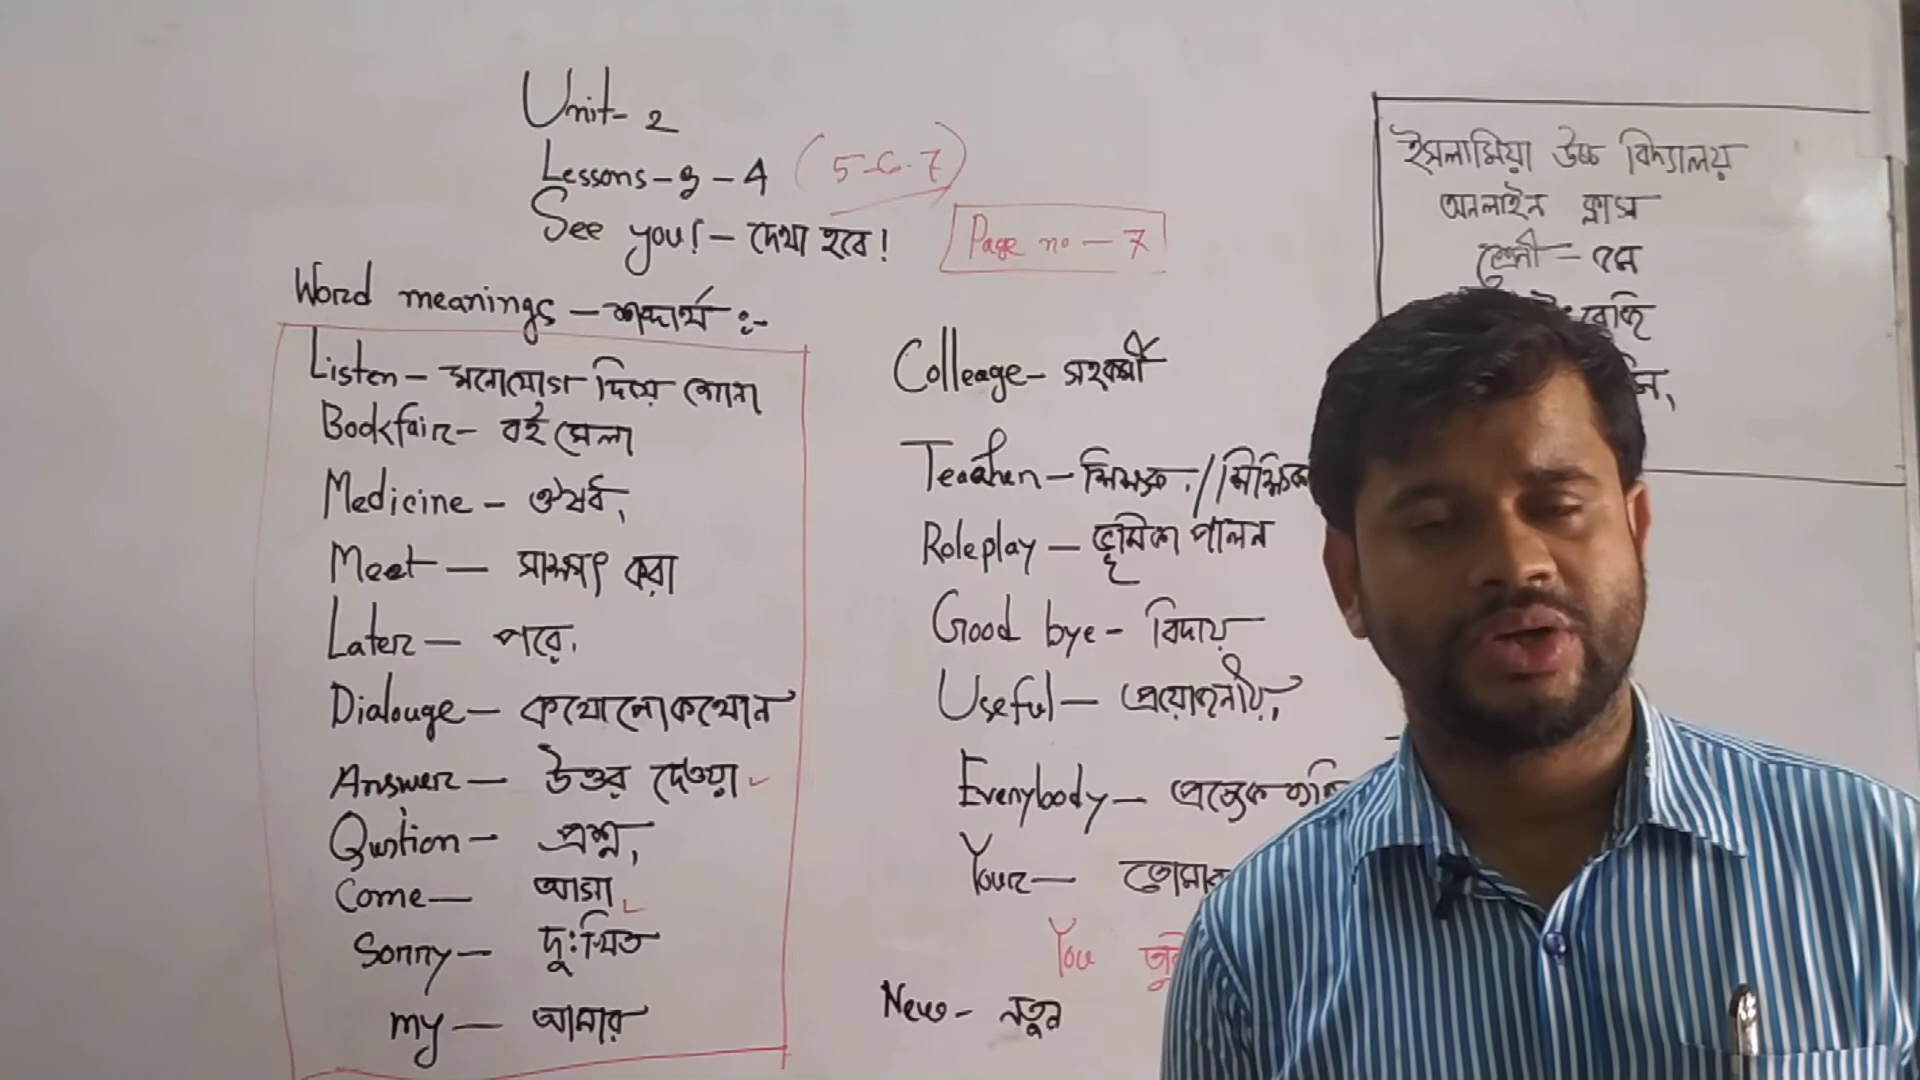 Unit- 2
Lessons-3-4 (5-6-7)
See you!- দেখা হবে!
Page no - 7
Word meanings - শব্দার্থ :-
Listen- মনোযোগ দিয়ে শোনা
Bookfair- বই মেলা
Medicine - ঔষধ,
Meet - সাক্ষাৎ করা
Later - পরে,
Dialouge - কথোপোকথোন
Answer - উত্তর দেওয়া
Qustion - প্রশ্ন,
Come - আসা
Sorry - দুঃখিত
my - আমার
Colleage- সহকর্মী
Teacher - শিক্ষক /
Roleplay - ভূমিকা পালন
Good bye - বিদায়
Useful - প্রয়োজনীয়,
Everybody - প্রত্যেক
Your -
You
New - নতুন
ইসলামিয়া উচ্চ বিদ্যালয়
অনলাইন ক্লাস
শ্রেনী -